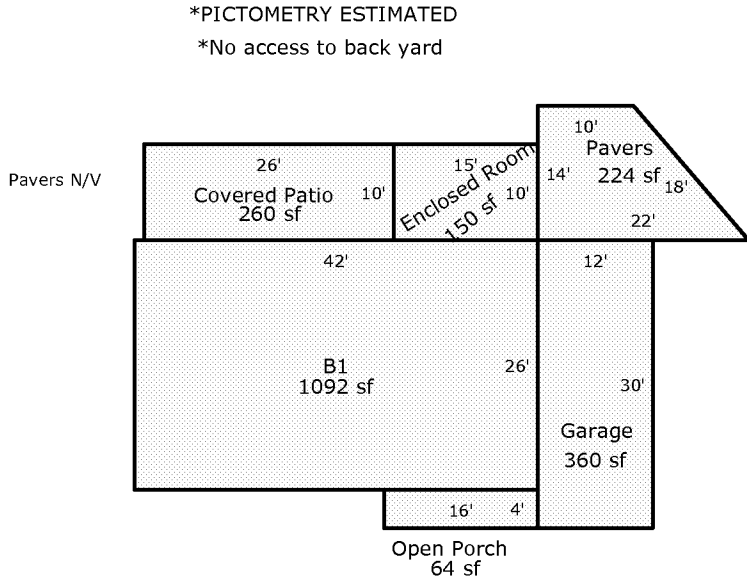 *PICTOMETRY ESTIMATED
*No access to back yard
10'
Pavers
224 sf
14'
18'
22'
Pavers N/V
26'
Covered Patio
260 sf
10'
15'
Enclosed Room
150 sf
10'
42'
B1
1092 sf
26'
12'
30'
Garage
360 sf
16'
4'
Open Porch
64 sf